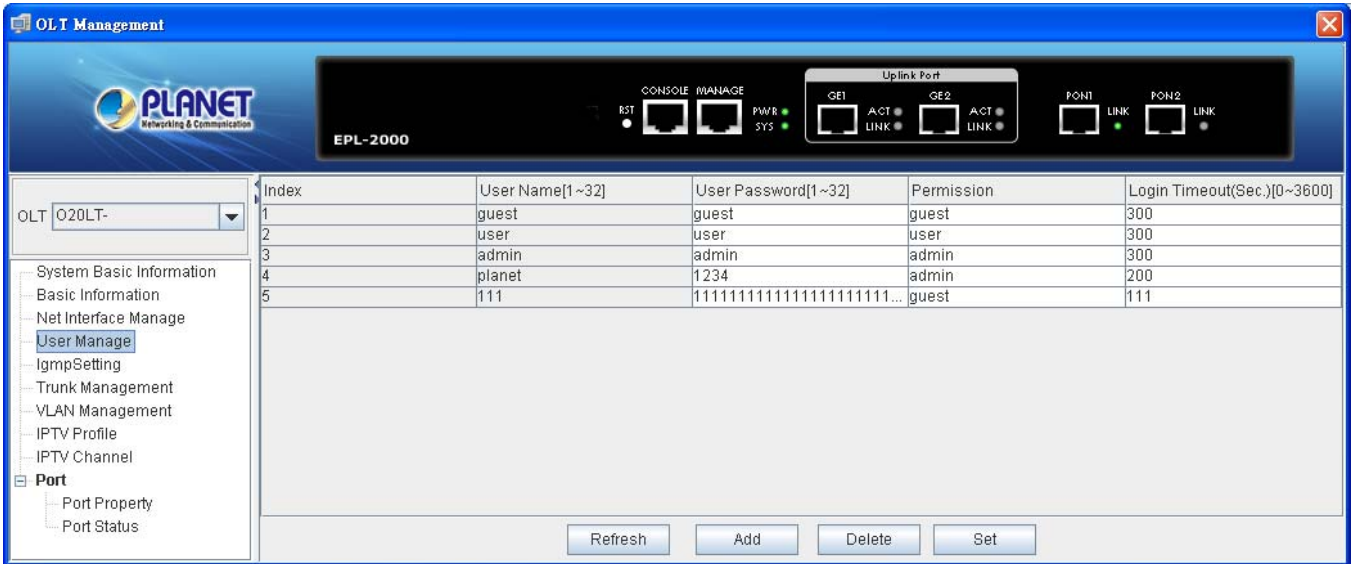 OLT Management
PLANET
Networking & Communication
EPL-2000
RST
CONSOLE MANAGE
PWR
SYS
Uplink Port
GE1
ACT
LINK
GE2
ACT
LINK
PON1
LINK
PON2
LINK
OLT O20LT-
System Basic Information
Basic Information
Net Interface Manage
User Manage
IgmpSetting
Trunk Management
VLAN Management
IPTV Profile
IPTV Channel
Port
Port Property
Port Status
Index User Name[1~32] User Password[1~32] Permission Login Timeout(Sec.)[0~3600]
1 guest guest guest 300
2 user user user 300
3 admin admin admin 300
4 planet 1234 admin 200
5 111 1111111111111111111111... guest 111
Refresh Add Delete Set